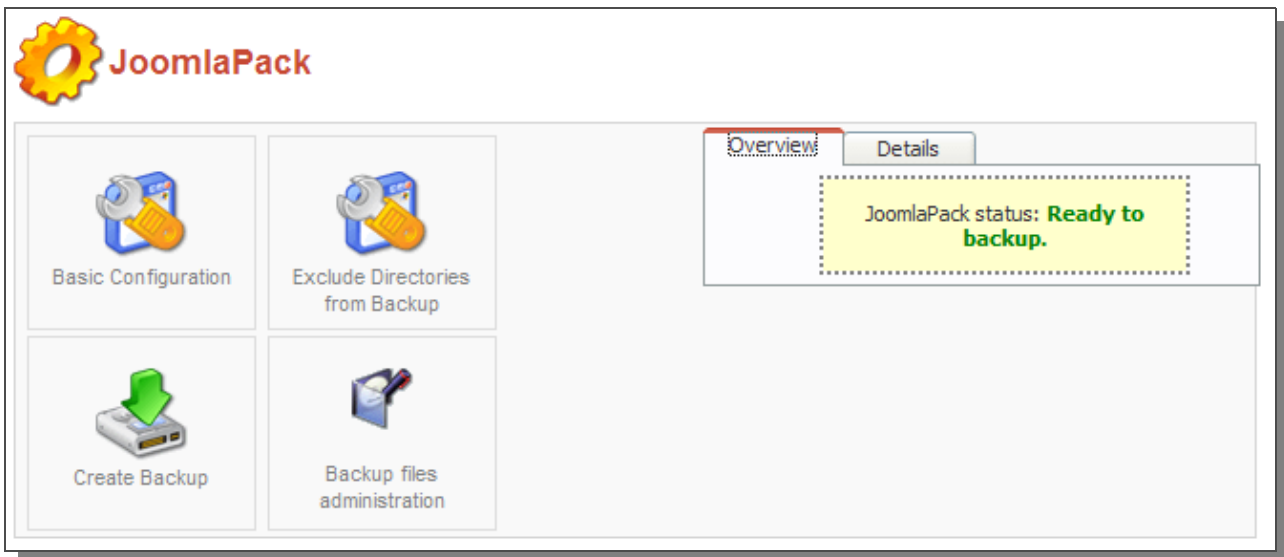 JoomlaPack
Overview
Details
JoomlaPack status: Ready to
backup.
Basic Configuration
Exclude Directories
from Backup
Create Backup
Backup files
administration